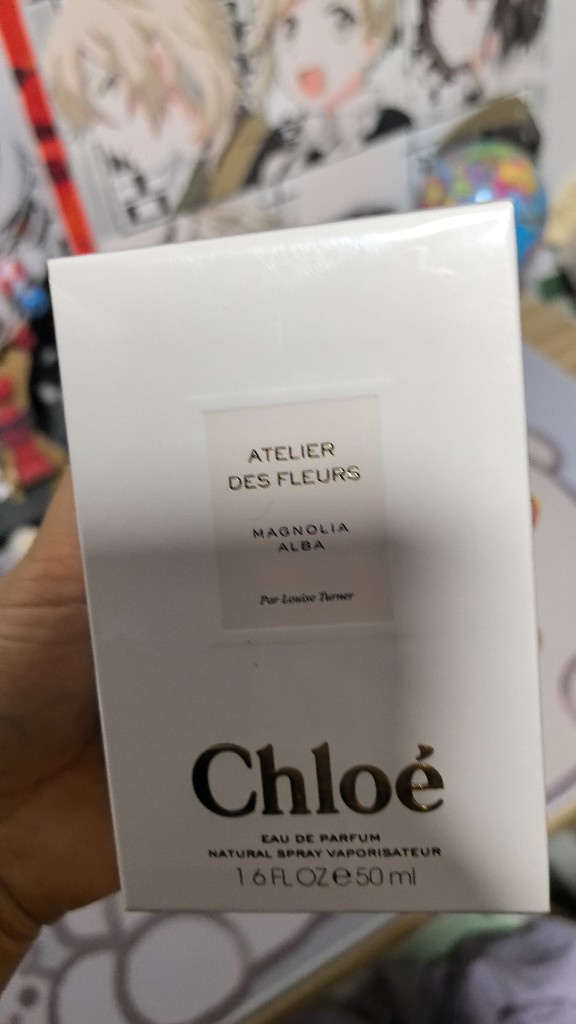 ATELIER
DES FLEURS
MAGNOLIA
ALBA
Par Louise Turner
Chloé
EAU DE PARFUM
NATURAL SPRAY VAPORISATEUR
1.6 FL OZ ℮ 50 ml